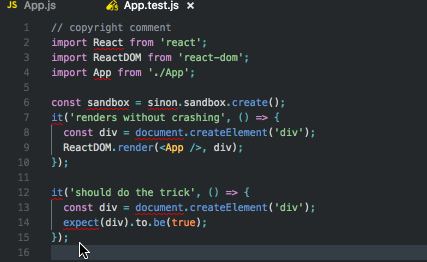 JS App.js App.test.js ×
1 // copyright comment
2 import React from 'react';
3 import ReactDOM from 'react-dom';
4 import App from './App';
5
6 const sandbox = sinon.sandbox.create();
7 it('renders without crashing', () => {
8   const div = document.createElement('div');
9   ReactDOM.render(<App />, div);
10 });
11
12 it('should do the trick', () => {
13   const div = document.createElement('div');
14   expect(div).to.be(true);
15 });
16